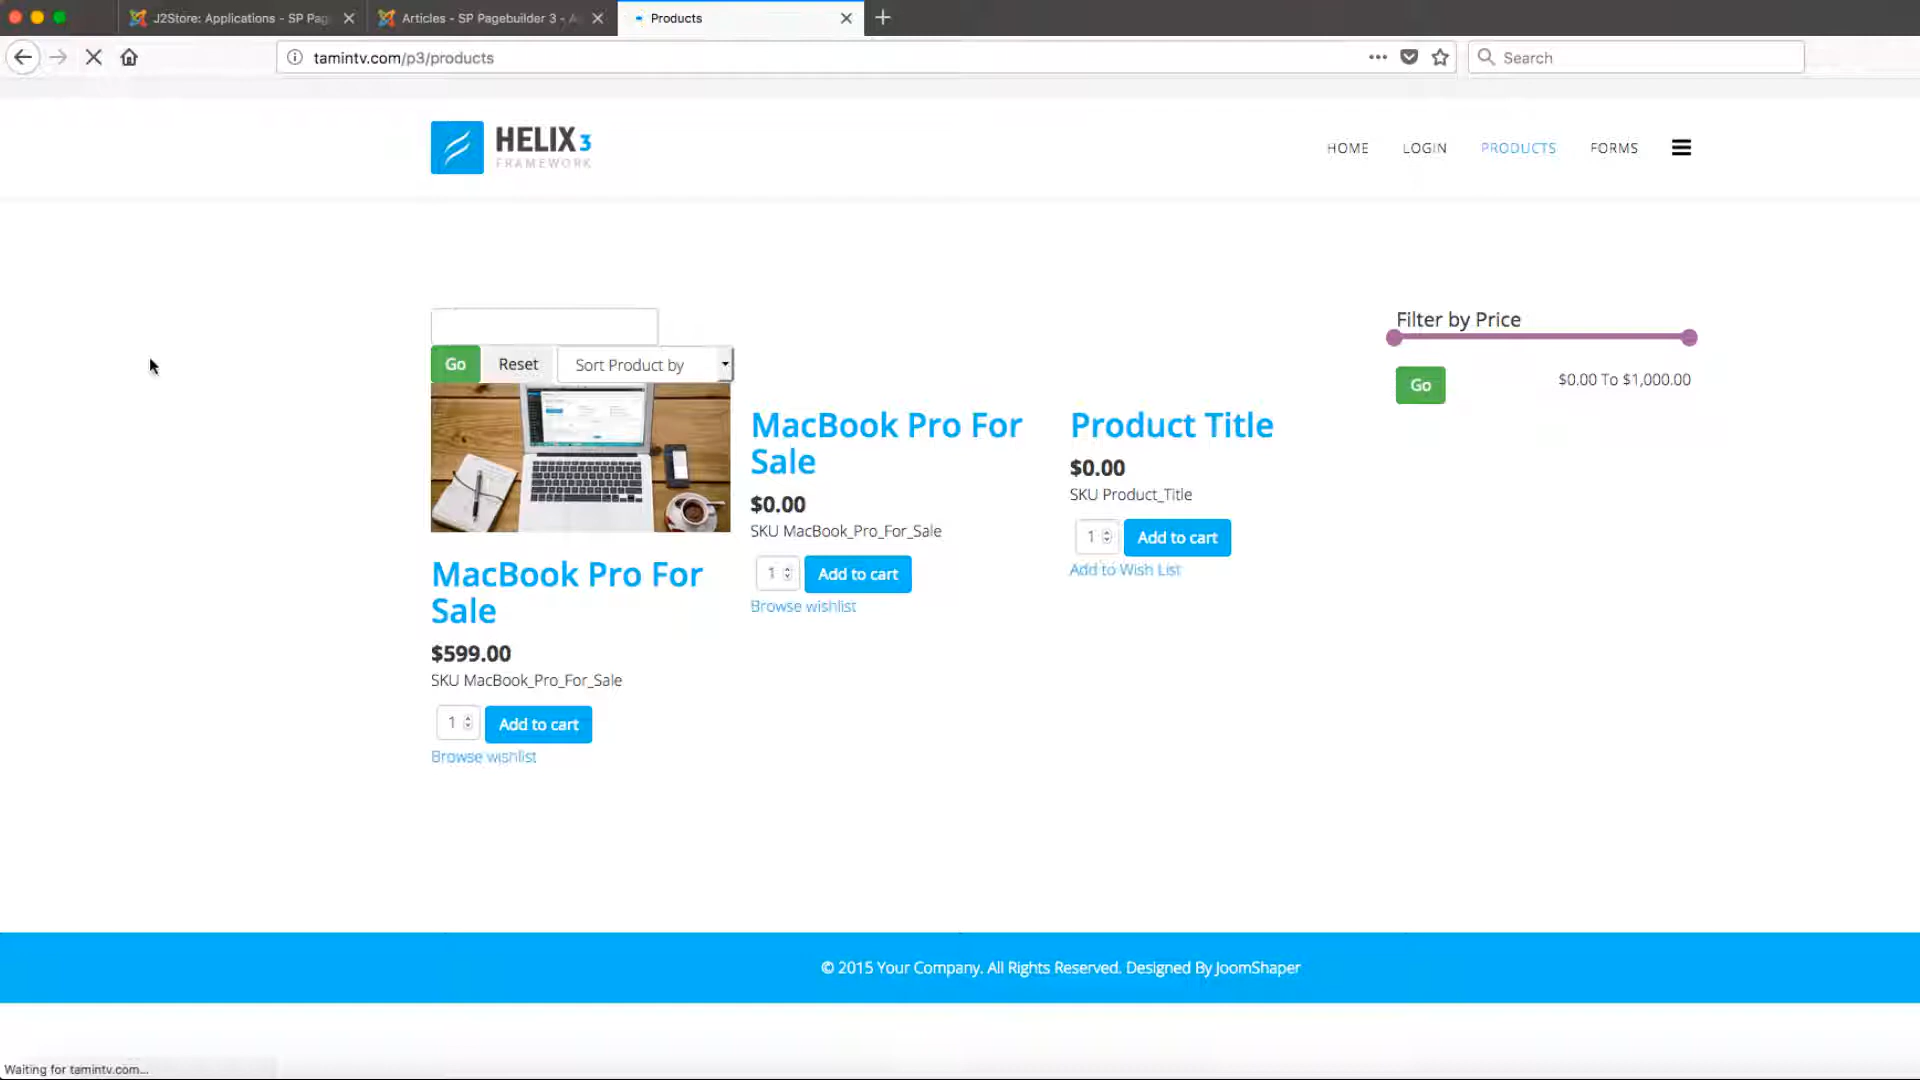 J2Store: Applications - SP Pag
Articles - SP Pagebuilder 3 - A
Products
tamintv.com/p3/products
Search
HELIX3
FRAMEWORK
HOME
LOGIN
PRODUCTS
FORMS
Go
Reset
Sort Product by
Filter by Price
Go
$0.00 To $1,000.00
MacBook Pro For
Sale
$599.00
SKU MacBook_Pro_For_Sale
1
Add to cart
Browse wishlist
MacBook Pro For
Sale
$0.00
SKU MacBook_Pro_For_Sale
1
Add to cart
Browse wishlist
Product Title
$0.00
SKU Product_Title
1
Add to cart
Add to Wish List
© 2015 Your Company. All Rights Reserved. Designed By JoomShaper
Waiting for tamintv.com...